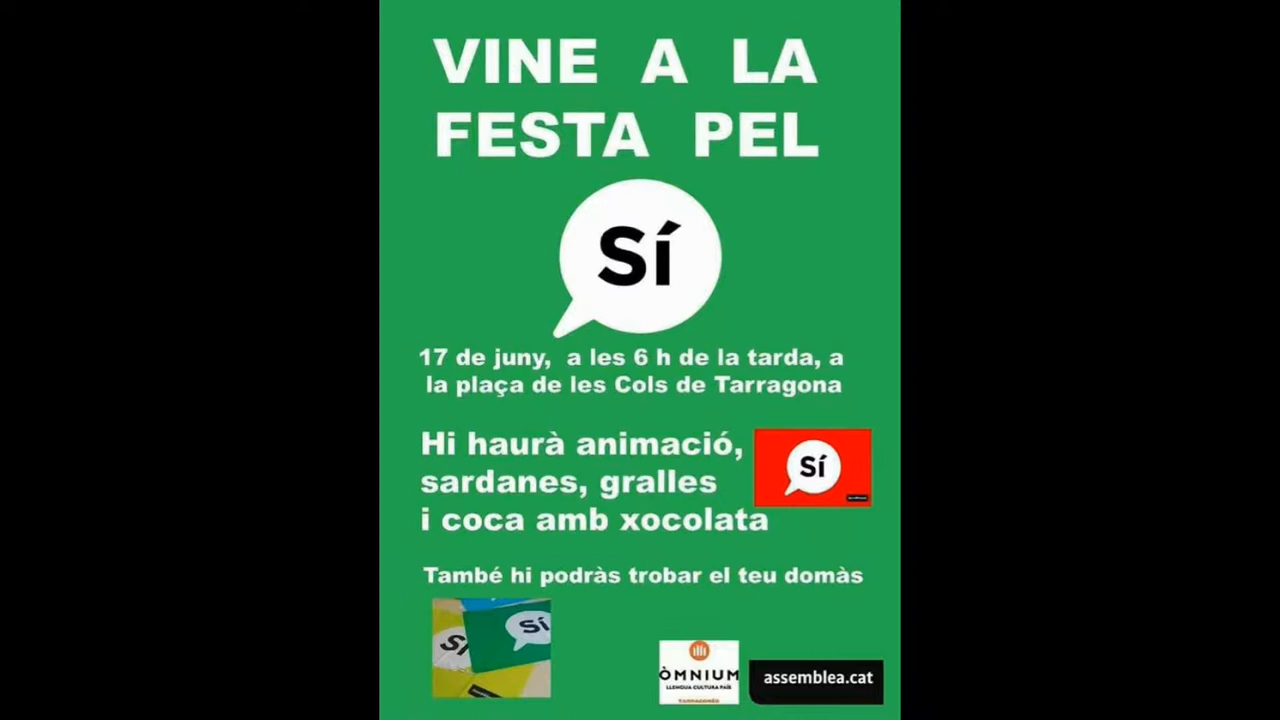 VINE A LA
FESTA PEL
Sí
17 de juny, a les 6 h de la tarda, a
la plaça de les Cols de Tarragona
Hi haurà animació,
sardanes, gralles
i coca amb xocolata
Sí
També hi podràs trobar el teu domàs
Sí
Sí
ÒMNIUM
LLENGUA CULTURA PAÍS
TARRAGONÈS
assemblea.cat